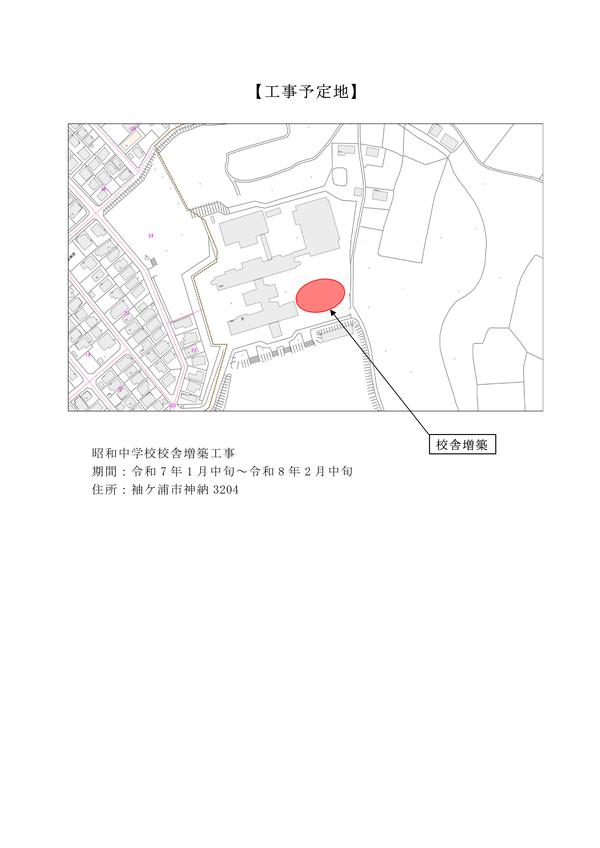 【工事予定地】
24
校舎増築
昭和中学校校舎増築工事
期間：令和７年１月中旬～令和８年２月中旬
住所：袖ケ浦市神納 3204